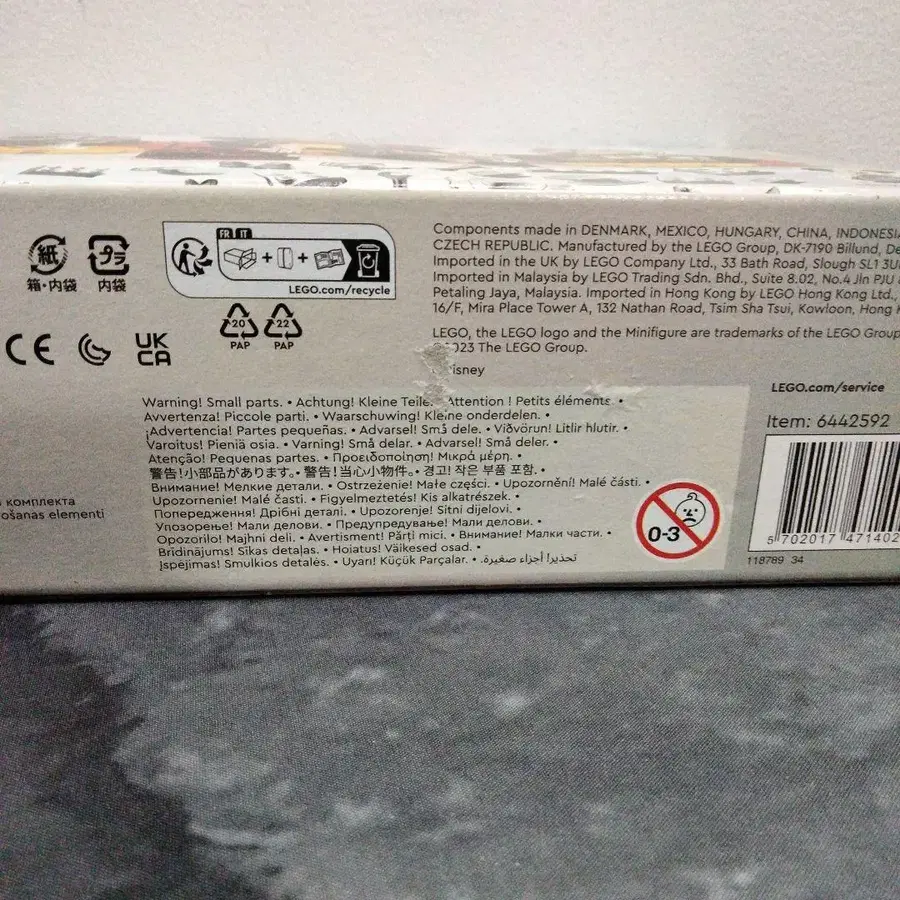 紙
プラ
箱・内袋
内袋
FR IT
+ +
LEGO.com/recycle
20
PAP
22
PAP
CE
UK
CA
Components made in DENMARK, MEXICO, HUNGARY, CHINA, INDONESIA
CZECH REPUBLIC. Manufactured by the LEGO Group, DK-7190 Billund, De
Imported in the UK by LEGO Company Ltd., 33 Bath Road, Slough SL1 3U
Imported in Malaysia by LEGO Trading Sdn. Bhd., Suite 8.02, No.4 Jln PJU
Petaling Jaya, Malaysia. Imported in Hong Kong by LEGO Hong Kong Ltd.,
16/F, Mira Place Tower A, 132 Nathan Road, Tsim Sha Tsui, Kowloon, Hong K
LEGO, the LEGO logo and the Minifigure are trademarks of the LEGO Group
©2023 The LEGO Group.
isney
LEGO.com/service
Item: 6442592
5 702017 471402
118789 34
Warning! Small parts. • Achtung! Kleine Teile. Attention ! Petits éléments. •
Avvertenza! Piccole parti. • Waarschuwing! Kleine onderdelen. •
¡Advertencia! Partes pequeñas. • Advarsel! Små dele. • Viðvörun! Litlir hlutir. •
Varoitus! Pieniä osia. • Varning! Små delar. • Advarsel! Små deler. •
Atenção! Pequenas partes. • Προειδοποίηση! Μικρά μέρη. •
警告!小部品があります。• 警告!当心小物件。• 경고! 작은 부품 포함. •
Внимание! Мелкие детали. • Ostrzeżenie! Małe części. • Upozornění! Malé části. •
Upozornenie! Malé časti. • Figyelmeztetés! Kis alkatrészek. •
Попередження! Дрібні деталі. • Upozorenje! Sitni dijelovi. •
Упозорење! Мали делови. • Предупредување! Мали делови. •
Opozorilo! Majhni deli. • Avertisment! Părți mici. • Внимание! Малки части. •
Brīdinājums! Sīkas detaļas. • Hoiatus! Väikesed osad. •
Įspėjimas! Smulkios detalės. • Uyarı! Küçük Parçalar. • تحذير! أجزاء صغيرة.
0-3
комплекта
ošanas elementi